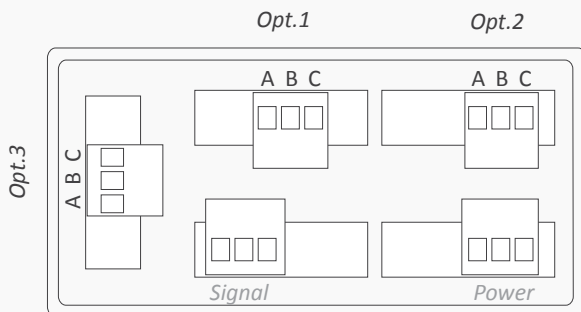 Opt.1
Opt.2
A B C
A B C
Opt.3
A B C
Signal
Power